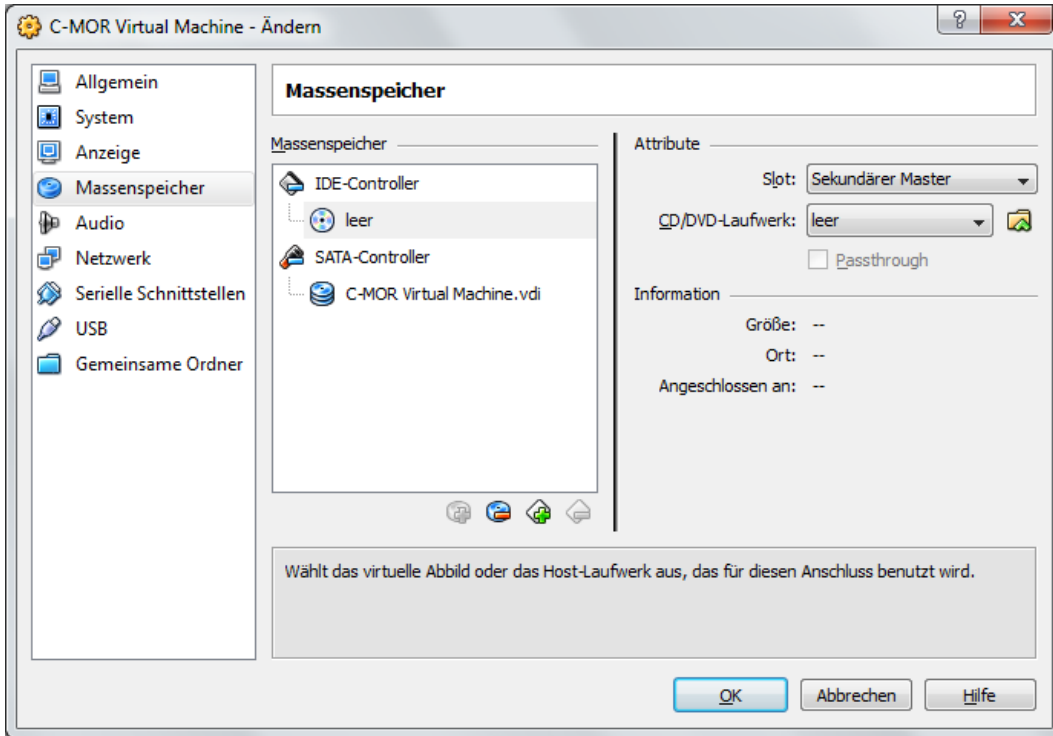 C-MOR Virtual Machine - Ändern
Allgemein
System
Anzeige
Massenspeicher
Audio
Netzwerk
Serielle Schnittstellen
USB
Gemeinsame Ordner
Massenspeicher
Massenspeicher
IDE-Controller
leer
SATA-Controller
C-MOR Virtual Machine.vdi
Attribute
Slot: Sekundärer Master
CD/DVD-Laufwerk: leer
Passthrough
Information
Größe: --
Ort: --
Angeschlossen an: --
Wählt das virtuelle Abbild oder das Host-Laufwerk aus, das für diesen Anschluss benutzt wird.
OK Abbrechen Hilfe